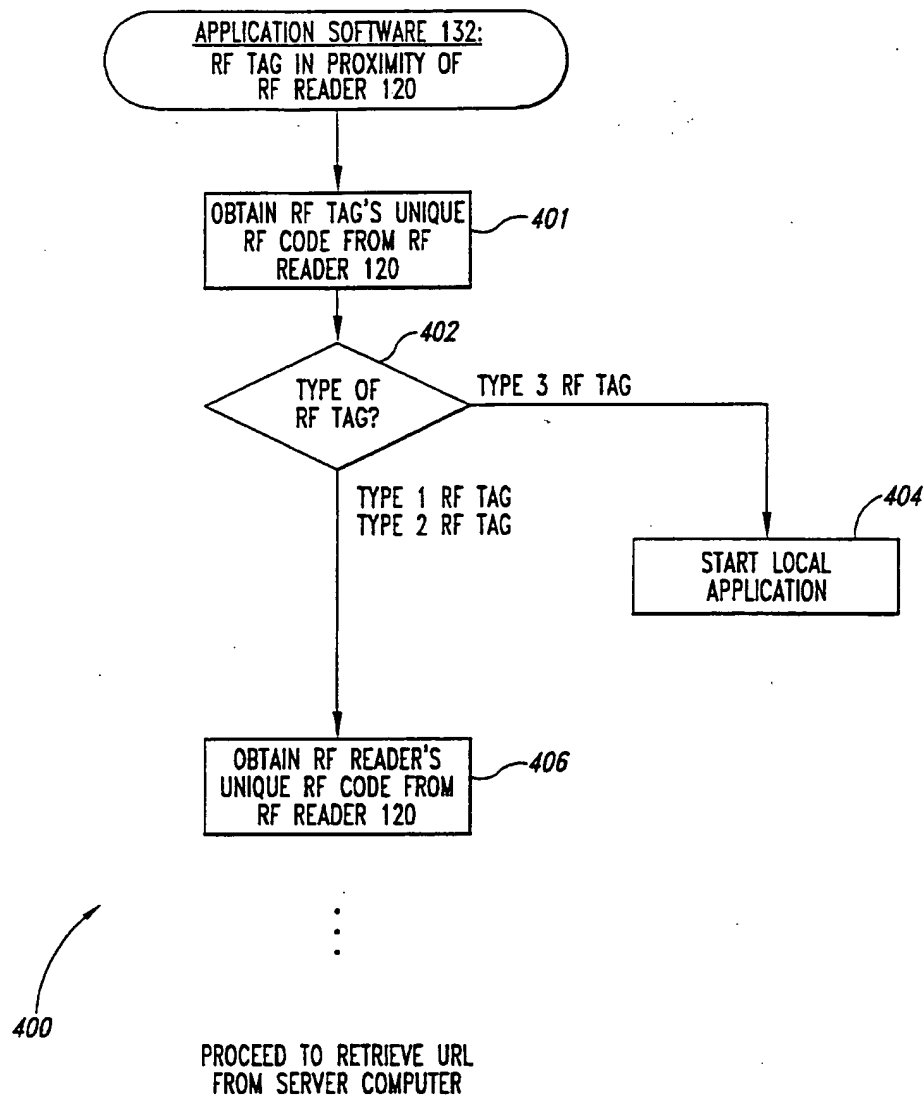 APPLICATION SOFTWARE 132:
RF TAG IN PROXIMITY OF
RF READER 120
OBTAIN RF TAG'S UNIQUE
RF CODE FROM RF
READER 120
401
402
TYPE OF
RF TAG?
TYPE 3 RF TAG
TYPE 1 RF TAG
TYPE 2 RF TAG
404
START LOCAL
APPLICATION
OBTAIN RF READER'S
UNIQUE RF CODE FROM
RF READER 120
406
400
PROCEED TO RETRIEVE URL
FROM SERVER COMPUTER